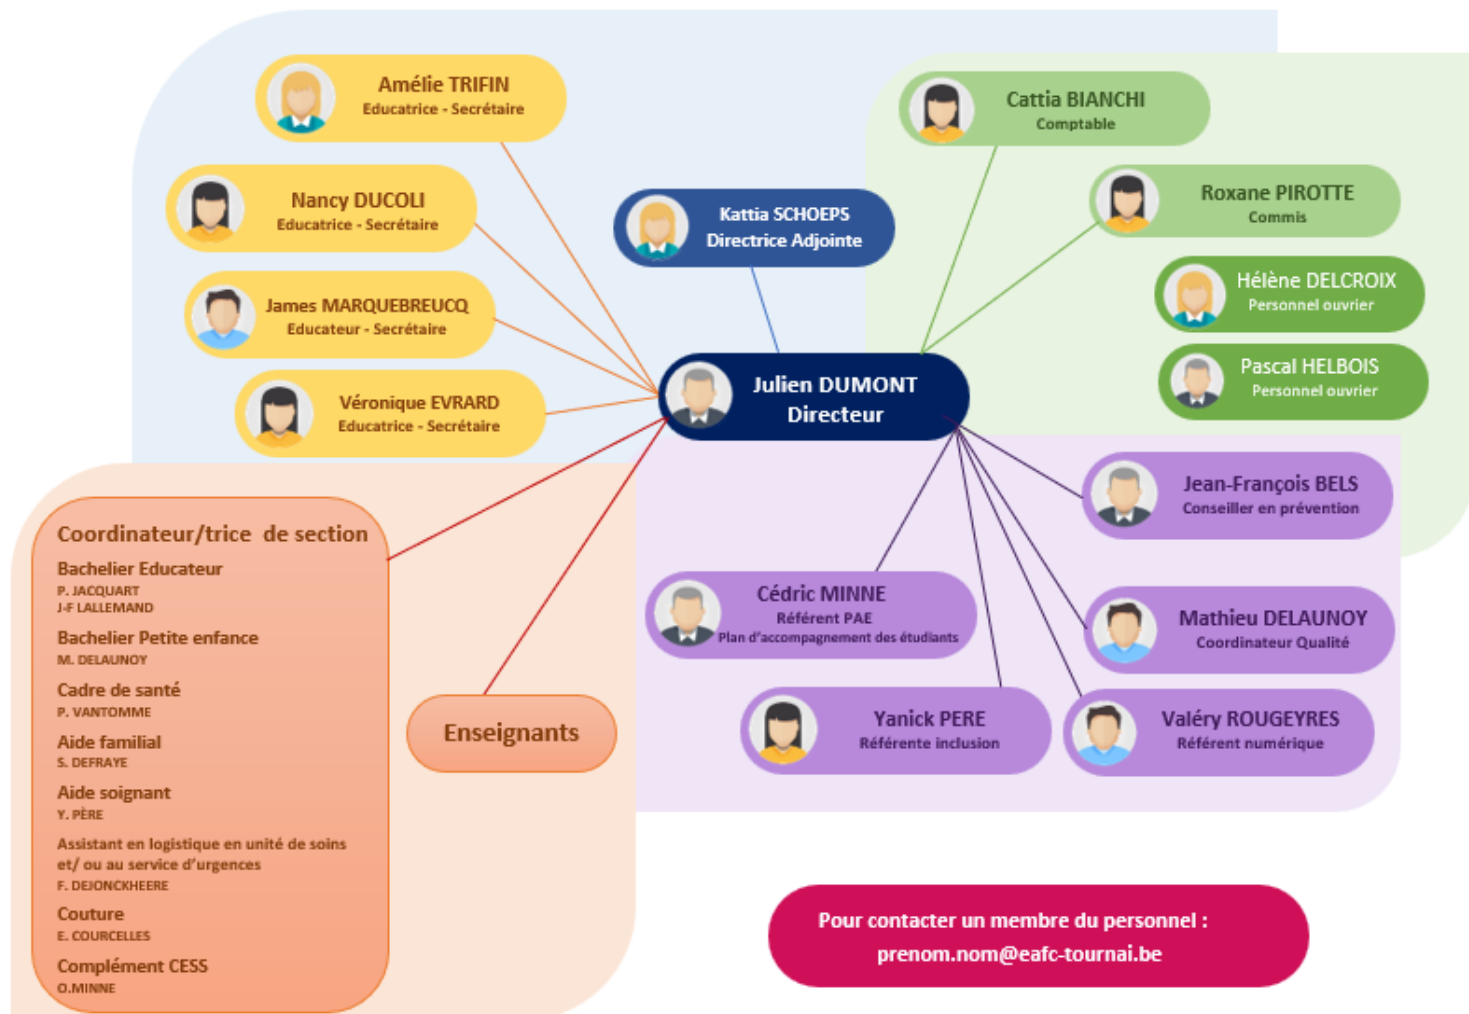 Amélie TRIFIN
Educatrice - Secrétaire
Nancy DUCOLI
Educatrice - Secrétaire
James MARQUEBREUCQ
Educateur - Secrétaire
Véronique EVRARD
Educatrice - Secrétaire
Kattia SCHOEPS
Directrice Adjointe
Julien DUMONT
Directeur
Cattia BIANCHI
Comptable
Roxane PIROTTE
Commis
Hélène DELCROIX
Personnel ouvrier
Pascal HELBOIS
Personnel ouvrier
Jean-François BELS
Conseiller en prévention
Cédric MINNE
Référent PAE
Plan d'accompagnement des étudiants
Mathieu DELAUNOY
Coordinateur Qualité
Yanick PERE
Référente inclusion
Valéry ROUGEYRES
Référent numérique
Coordinateur/trice de section
Bachelier Educateur
P. JACQUART
J-F LALLEMAND
Bachelier Petite enfance
M. DELAUNOY
Cadre de santé
P. VANTOMME
Aide familial
S. DEFRAYE
Aide soignant
Y. PÈRE
Assistant en logistique en unité de soins
et/ ou au service d'urgences
F. DEJONCKHEERE
Couture
E. COURCELLES
Complément CESS
O.MINNE
Enseignants
Pour contacter un membre du personnel :
prenom.nom@eafc-tournai.be